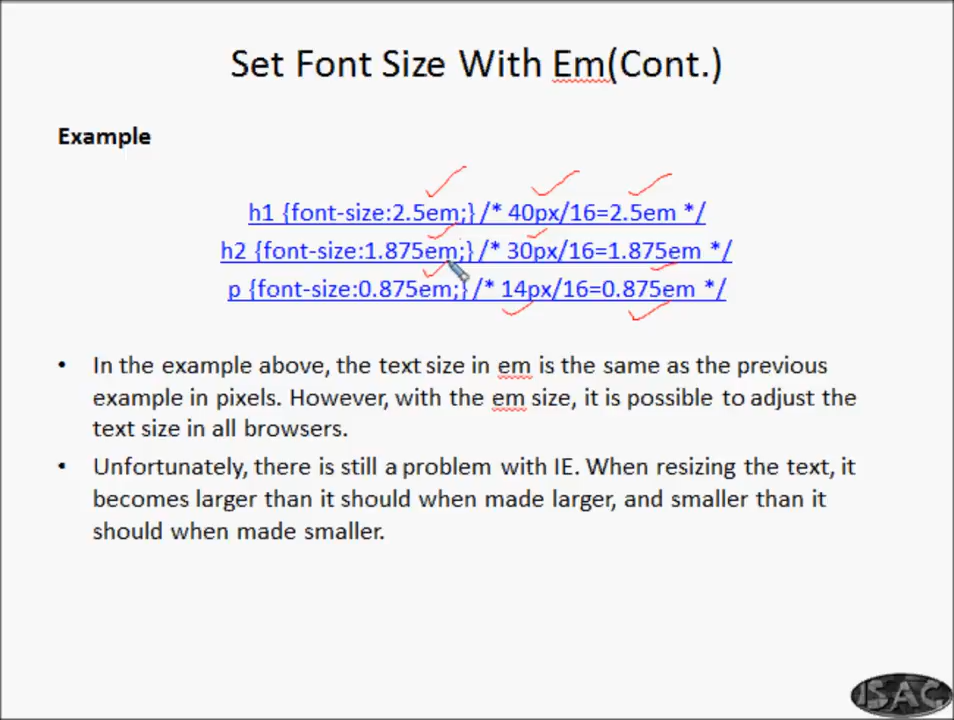 Set Font Size With Em(Cont.)
Example
h1 {font-size:2.5em;} /* 40px/16=2.5em */
h2 {font-size:1.875em;} /* 30px/16=1.875em */
p {font-size:0.875em;} /* 14px/16=0.875em */
• In the example above, the text size in em is the same as the previous
example in pixels. However, with the em size, it is possible to adjust the
text size in all browsers.
• Unfortunately, there is still a problem with IE. When resizing the text, it
becomes larger than it should when made larger, and smaller than it
should when made smaller.
ISAC